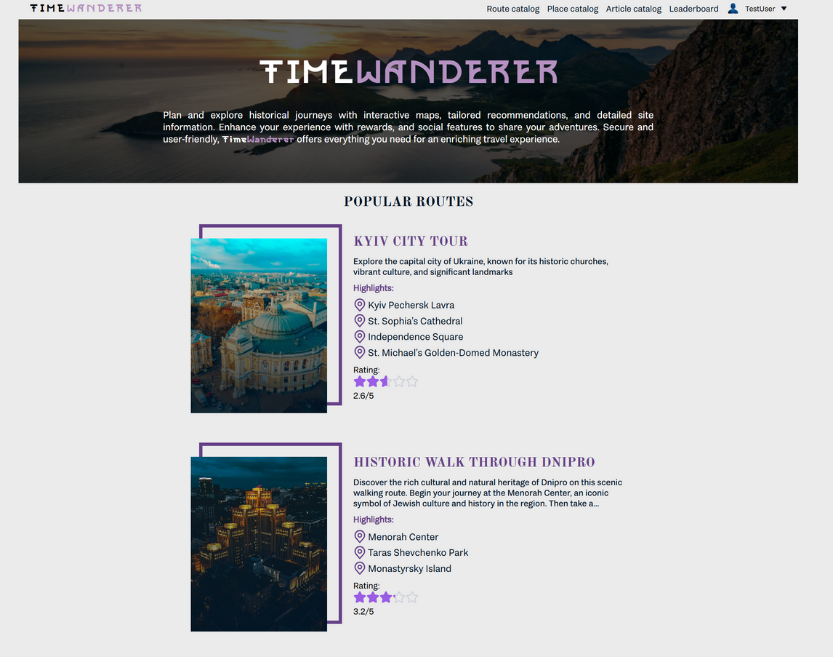 TIMEWANDERER
Route catalog Place catalog Article catalog Leaderboard TestUser
TIMEWANDERER
Plan and explore historical journeys with interactive maps, tailored recommendations, and detailed site
information. Enhance your experience with rewards, and social features to share your adventures. Secure and
user-friendly, TimeWanderer offers everything you need for an enriching travel experience.
POPULAR ROUTES
KYIV CITY TOUR
Explore the capital city of Ukraine, known for its historic churches,
vibrant culture, and significant landmarks
Highlights:
Kyiv Pechersk Lavra
St. Sophia's Cathedral
Independence Square
St. Michael's Golden-Domed Monastery
Rating:
2.6/5
HISTORIC WALK THROUGH DNIPRO
Discover the rich cultural and natural heritage of Dnipro on this scenic
walking route. Begin your journey at the Menorah Center, an iconic
symbol of Jewish culture and history in the region. Then take a...
Highlights:
Menorah Center
Taras Shevchenko Park
Monastyrsky Island
Rating:
3.2/5